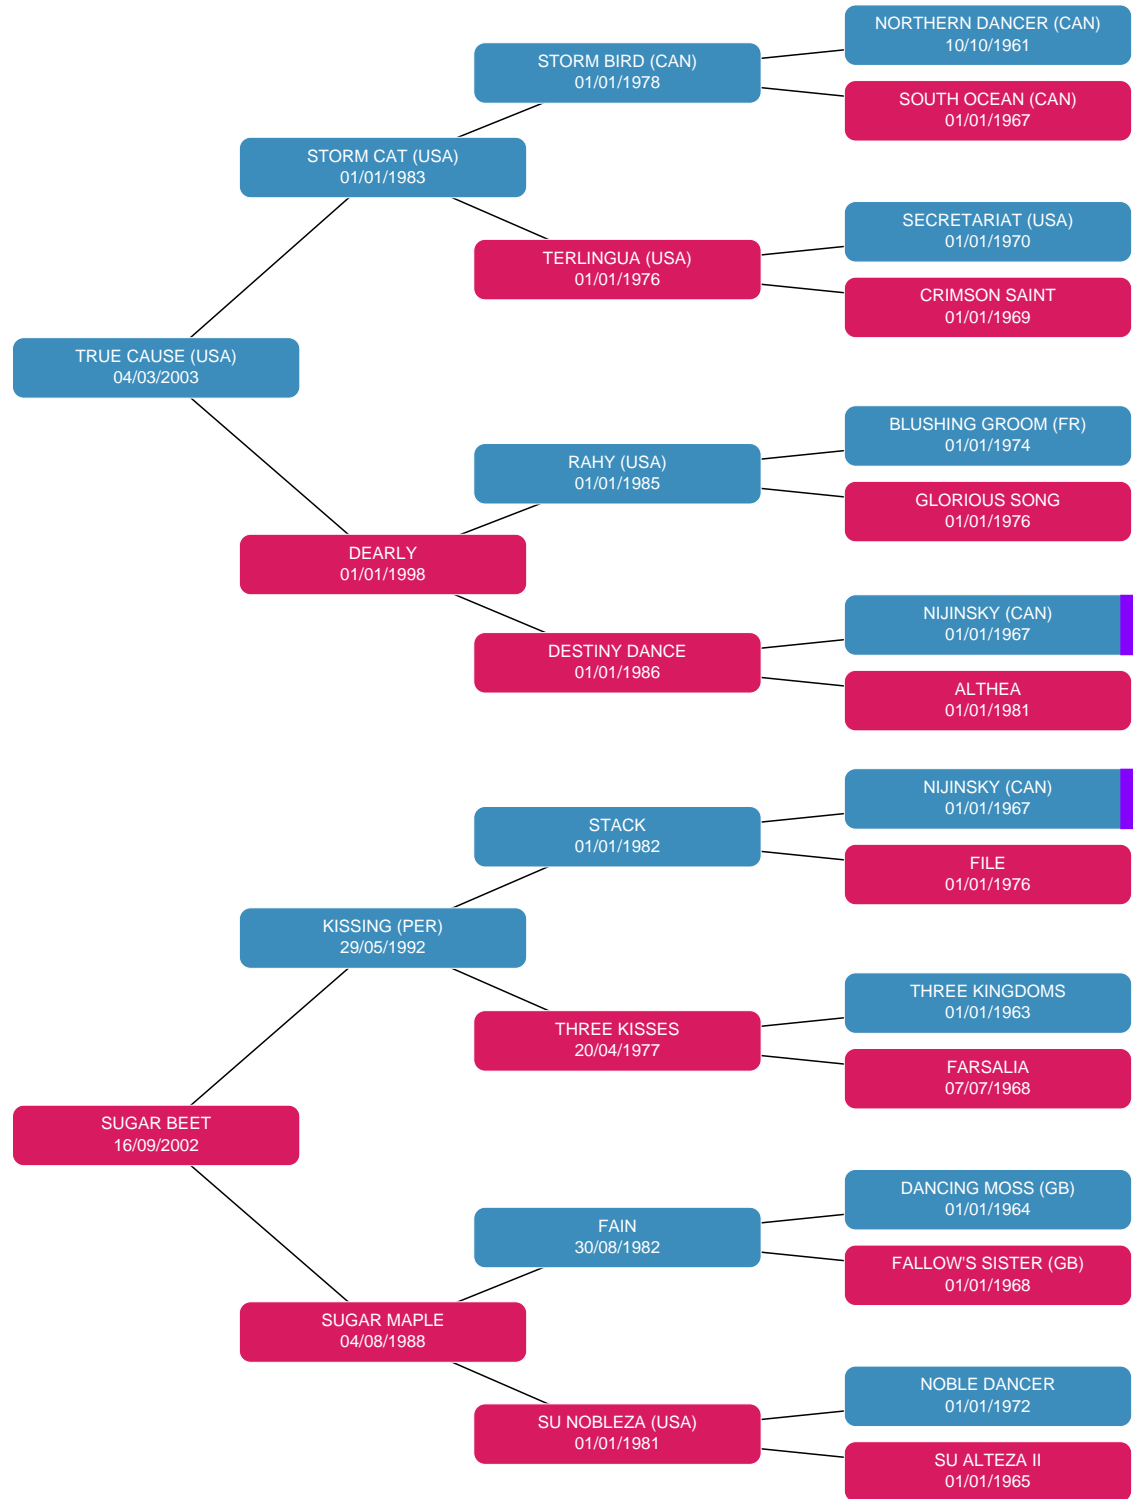 NORTHERN DANCER (CAN)
10/10/1961
STORM BIRD (CAN)
01/01/1978
SOUTH OCEAN (CAN)
01/01/1967
STORM CAT (USA)
01/01/1983
SECRETARIAT (USA)
01/01/1970
TERLINGUA (USA)
01/01/1976
CRIMSON SAINT
01/01/1969
TRUE CAUSE (USA)
04/03/2003
BLUSHING GROOM (FR)
01/01/1974
RAHY (USA)
01/01/1985
GLORIOUS SONG
01/01/1976
DEARLY
01/01/1998
NIJINSKY (CAN)
01/01/1967
DESTINY DANCE
01/01/1986
ALTHEA
01/01/1981
NIJINSKY (CAN)
01/01/1967
STACK
01/01/1982
FILE
01/01/1976
KISSING (PER)
29/05/1992
THREE KINGDOMS
01/01/1963
THREE KISSES
20/04/1977
FARSALIA
07/07/1968
SUGAR BEET
16/09/2002
DANCING MOSS (GB)
01/01/1964
FAIN
30/08/1982
FALLOW'S SISTER (GB)
01/01/1968
SUGAR MAPLE
04/08/1988
NOBLE DANCER
01/01/1972
SU NOBLEZA (USA)
01/01/1981
SU ALTEZA II
01/01/1965